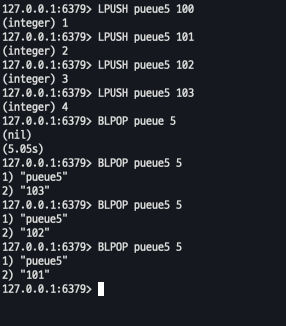 127.0.0.1:6379> LPUSH pueue5 100
(integer) 1
127.0.0.1:6379> LPUSH pueue5 101
(integer) 2
127.0.0.1:6379> LPUSH pueue5 102
(integer) 3
127.0.0.1:6379> LPUSH pueue5 103
(integer) 4
127.0.0.1:6379> BLPOP pueue 5
(nil)
(5.05s)
127.0.0.1:6379> BLPOP pueue5 5
1) "pueue5"
2) "103"
127.0.0.1:6379> BLPOP pueue5 5
1) "pueue5"
2) "102"
127.0.0.1:6379> BLPOP pueue5 5
1) "pueue5"
2) "101"
127.0.0.1:6379>